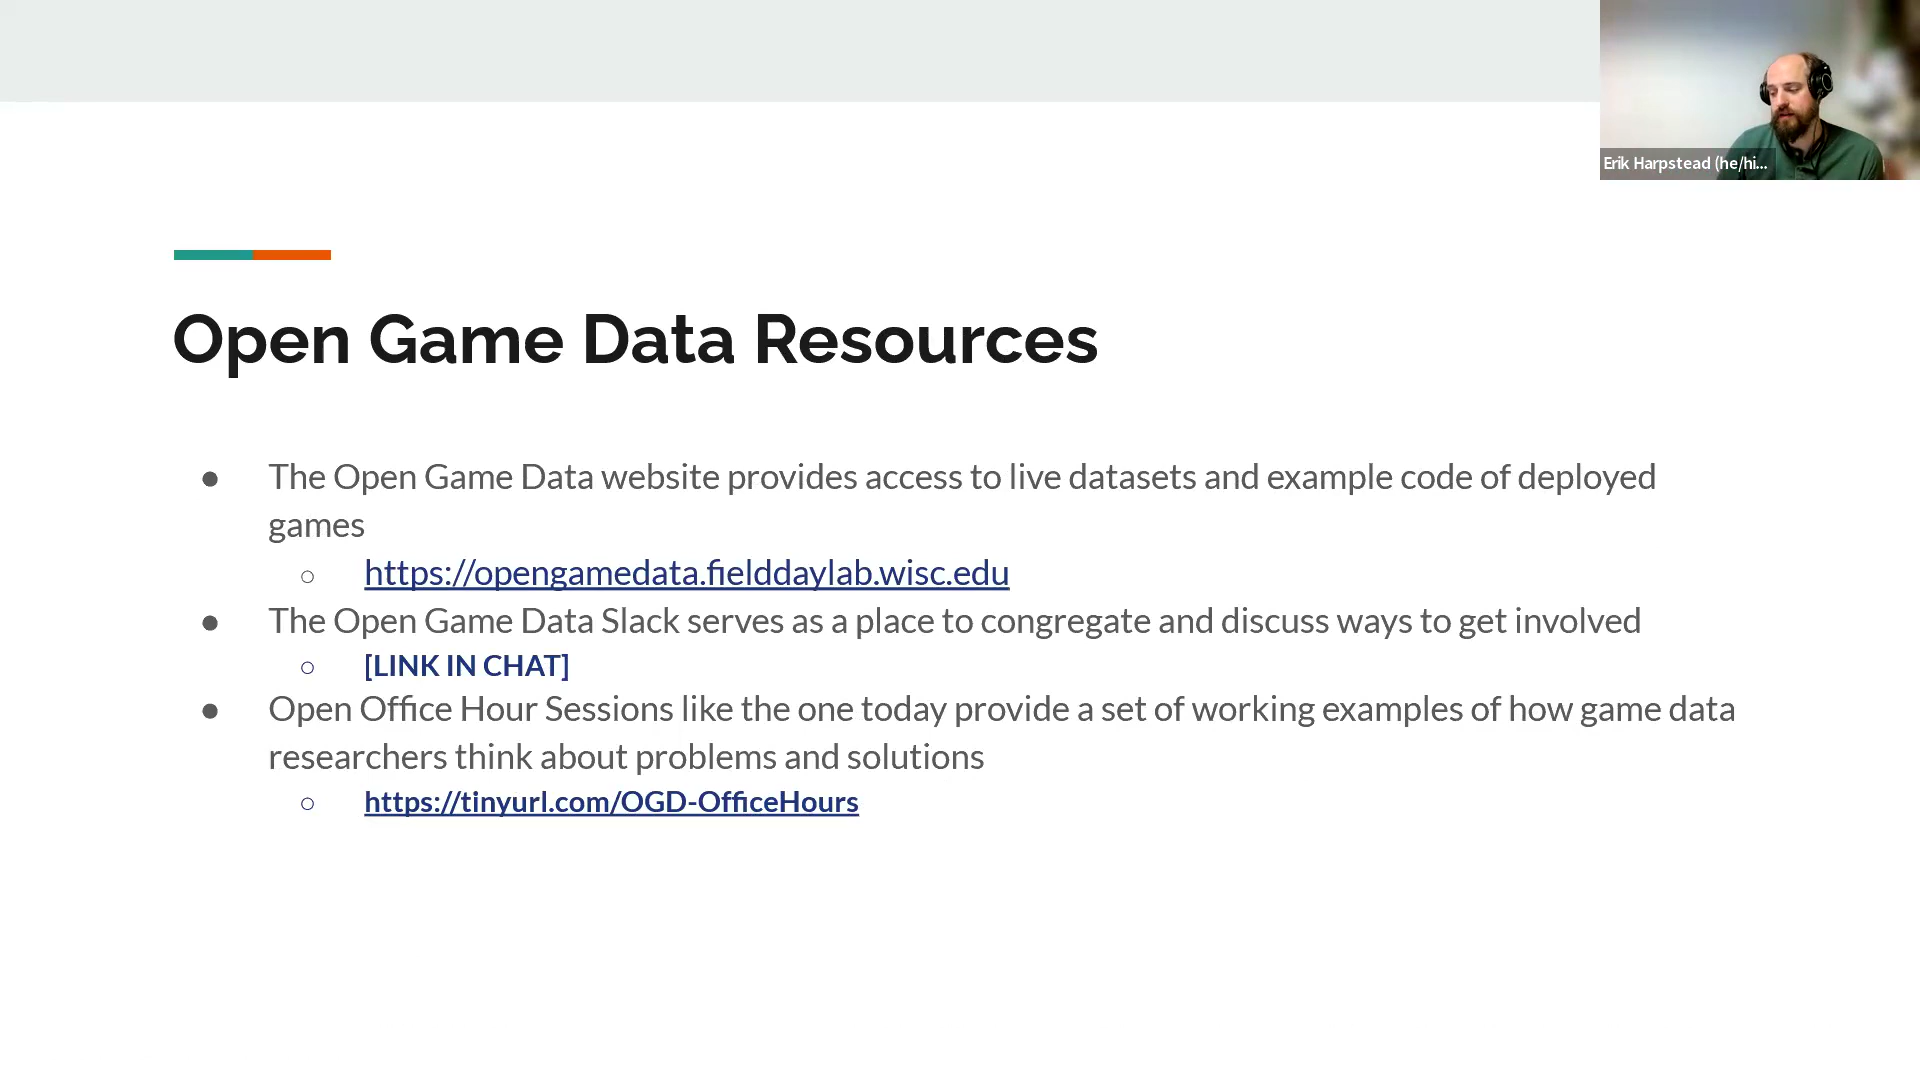 Erik Harpstead (he/hi...
Open Game Data Resources
● The Open Game Data website provides access to live datasets and example code of deployed
games
○ https://opengamedata.fielddaylab.wisc.edu
● The Open Game Data Slack serves as a place to congregate and discuss ways to get involved
○ [LINK IN CHAT]
● Open Office Hour Sessions like the one today provide a set of working examples of how game data
researchers think about problems and solutions
○ https://tinyurl.com/OGD-OfficeHours